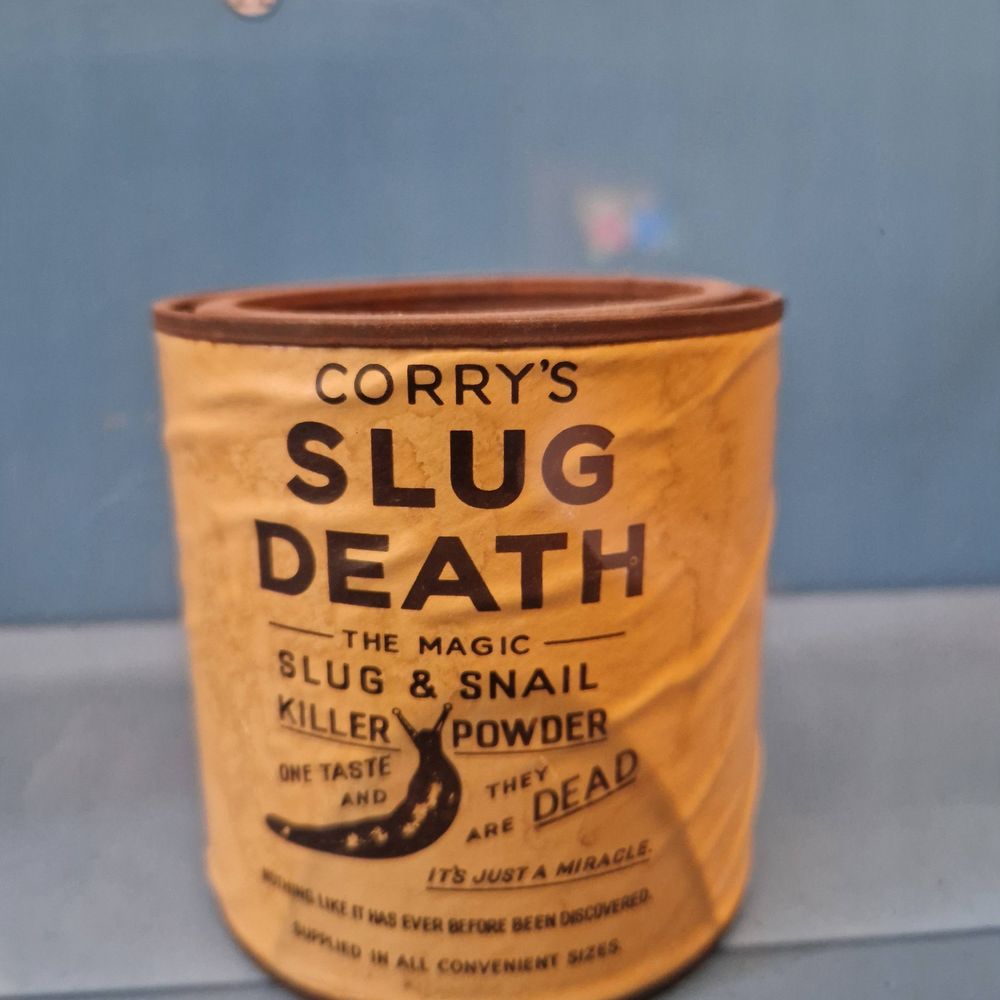 CORRY'S
SLUG
DEATH
THE MAGIC
SLUG & SNAIL
KILLER POWDER
ONE TASTE
AND
THEY
ARE DEAD
IT'S JUST A MIRACLE.
NOTHING LIKE IT HAS EVER BEFORE BEEN DISCOVERED.
SUPPLIED IN ALL CONVENIENT SIZES.